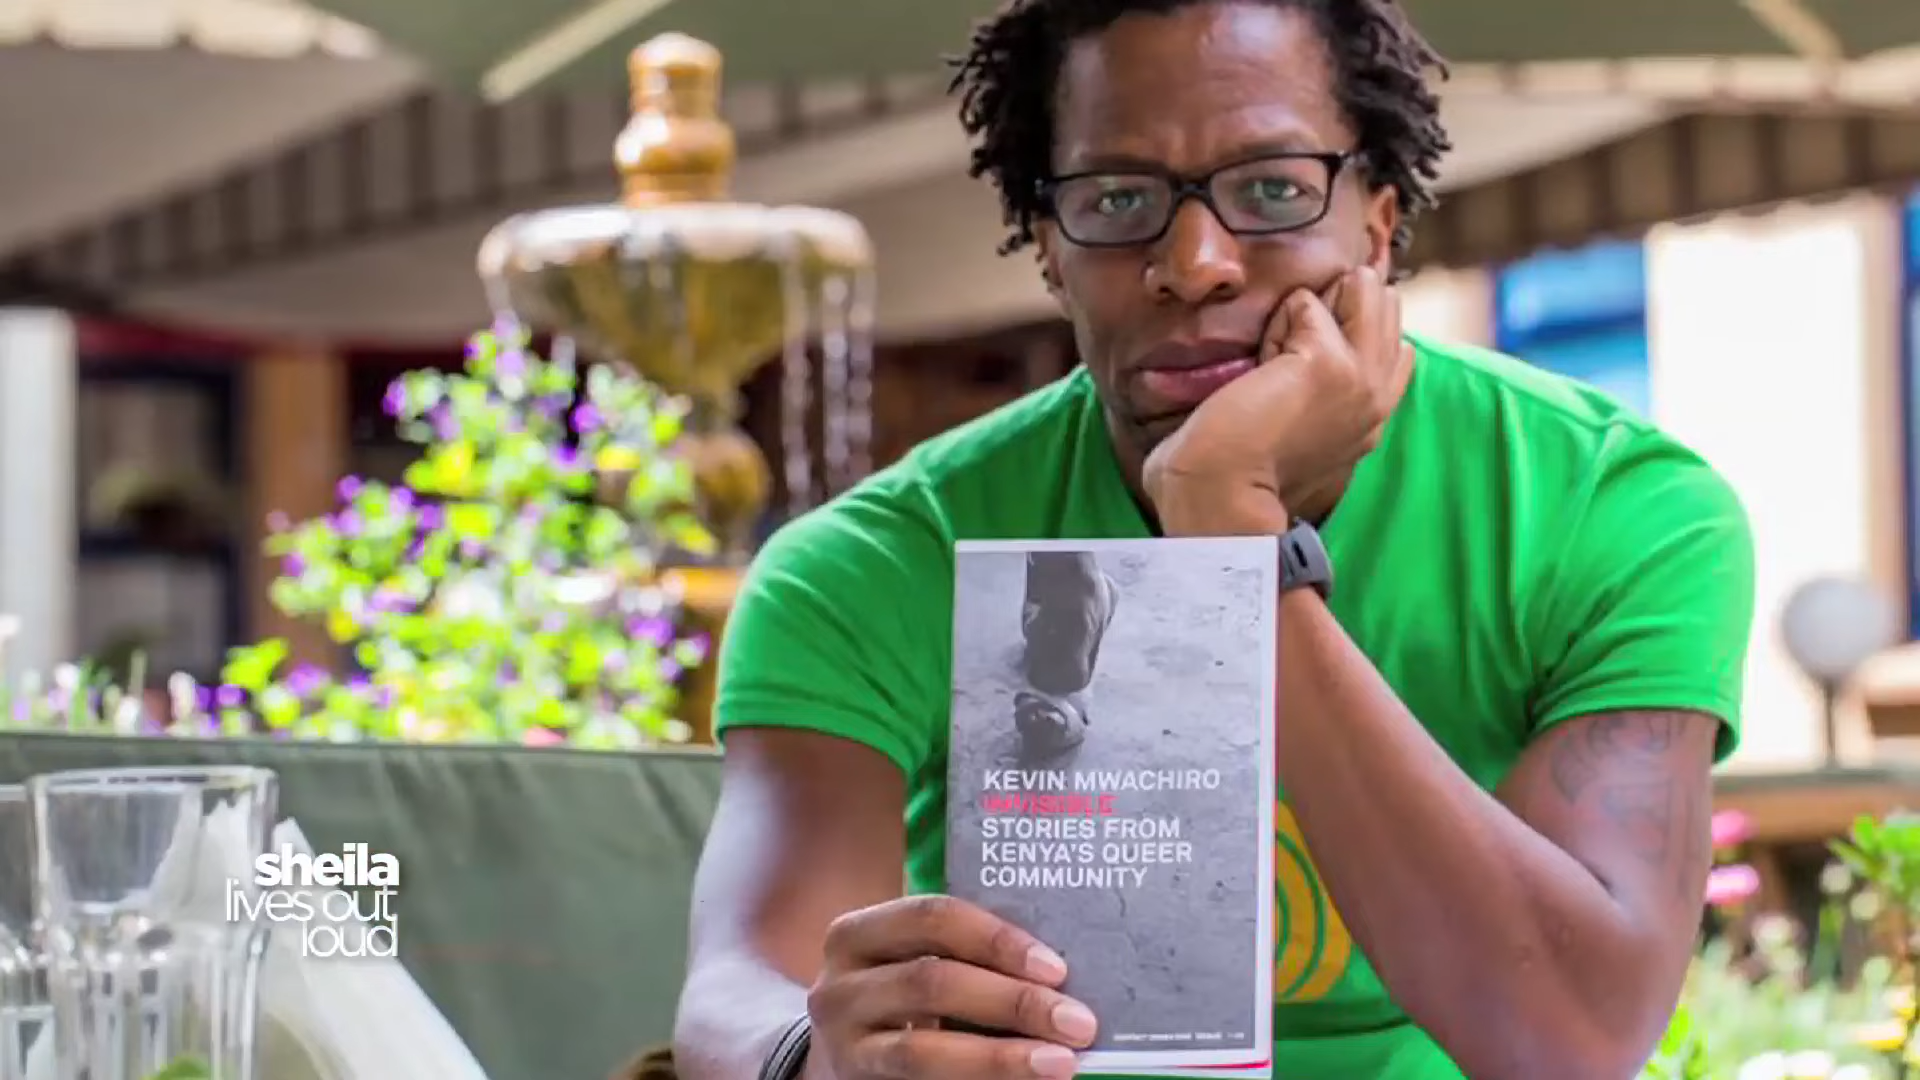 KEVIN MWACHIRO
INVISIBLE
STORIES FROM
KENYA'S QUEER
COMMUNITY
sheila
lives out
loud